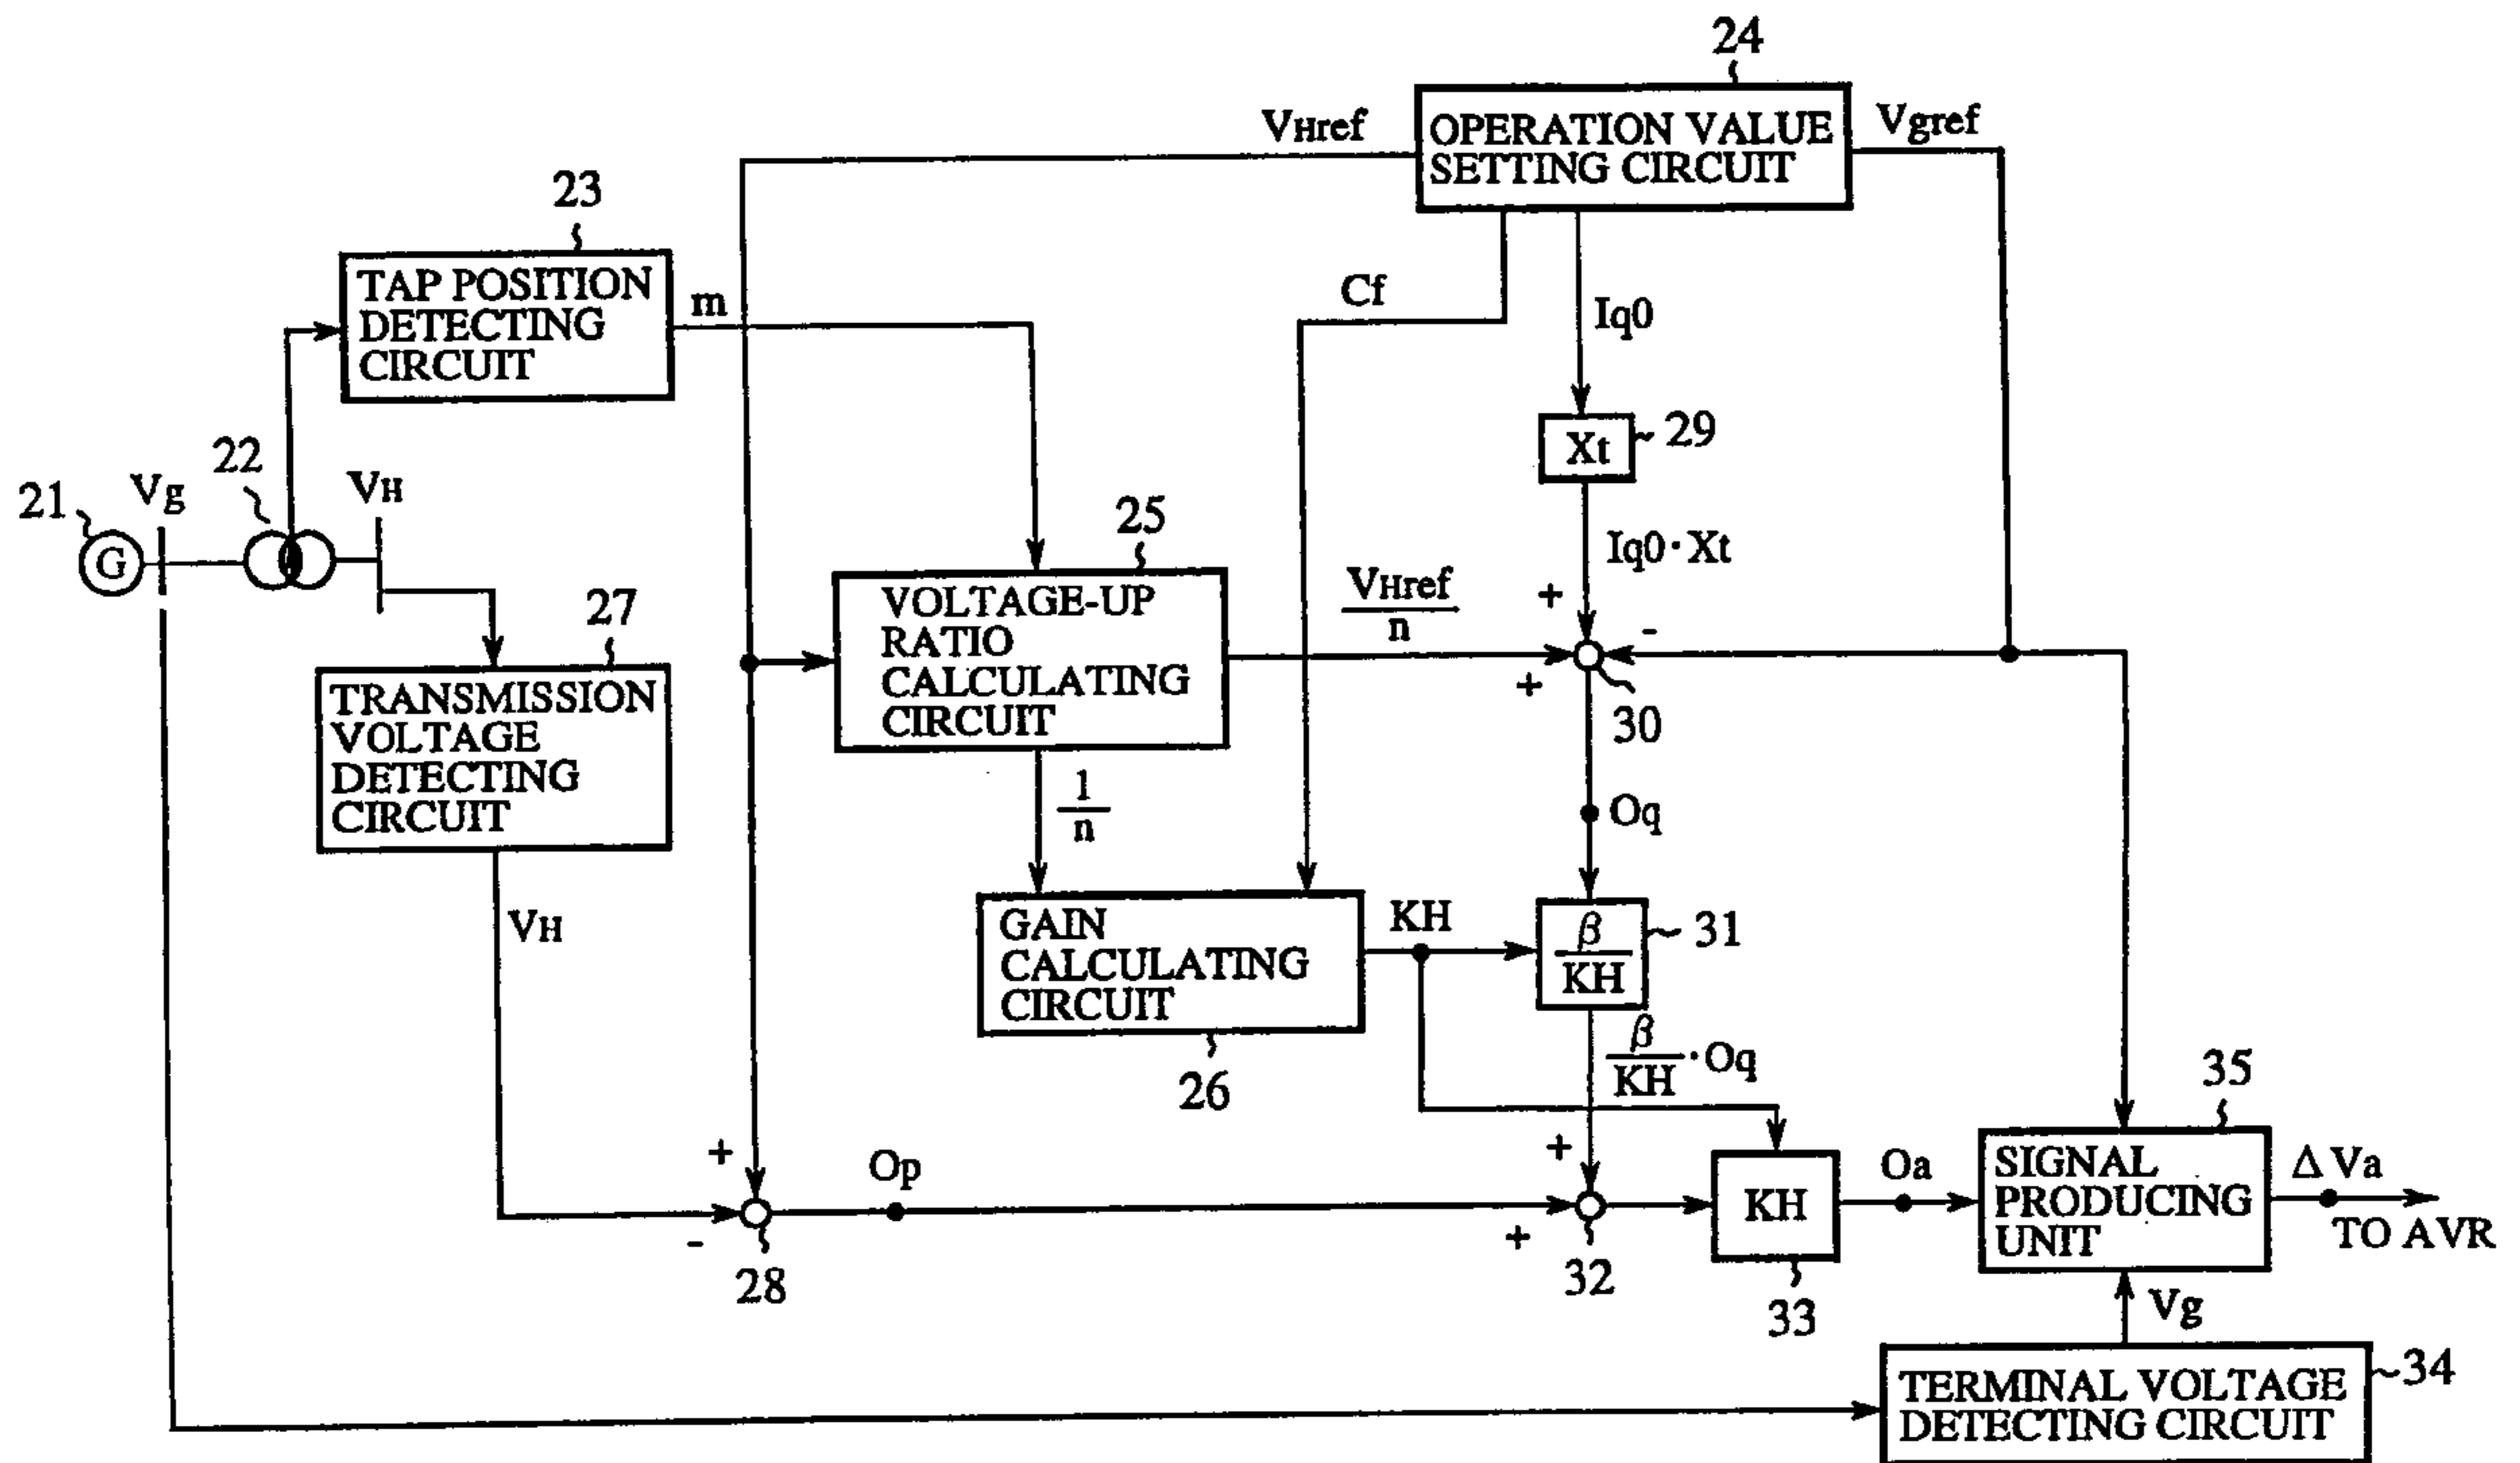 24
VHref
OPERATION VALUE
SETTING CIRCUIT
Vgref
23
TAP POSITION
DETECTING
CIRCUIT
m
Cf
Iq0
Xt
29
22
21
Vg
VH
G
25
Iq0·Xt
27
VOLTAGE-UP
RATIO
CALCULATING
CIRCUIT
VHref
n
+
-
+
30
TRANSMISSION
VOLTAGE
DETECTING
CIRCUIT
1
n
Oq
VH
GAIN
CALCULATING
CIRCUIT
KH
β
KH
31
26
β
KH
·Oq
35
+
Op
+
Oa
SIGNAL
PRODUCING
UNIT
Δ Va
KH
TO AVR
-
+
28
32
33
Vg
34
TERMINAL VOLTAGE
DETECTING CIRCUIT